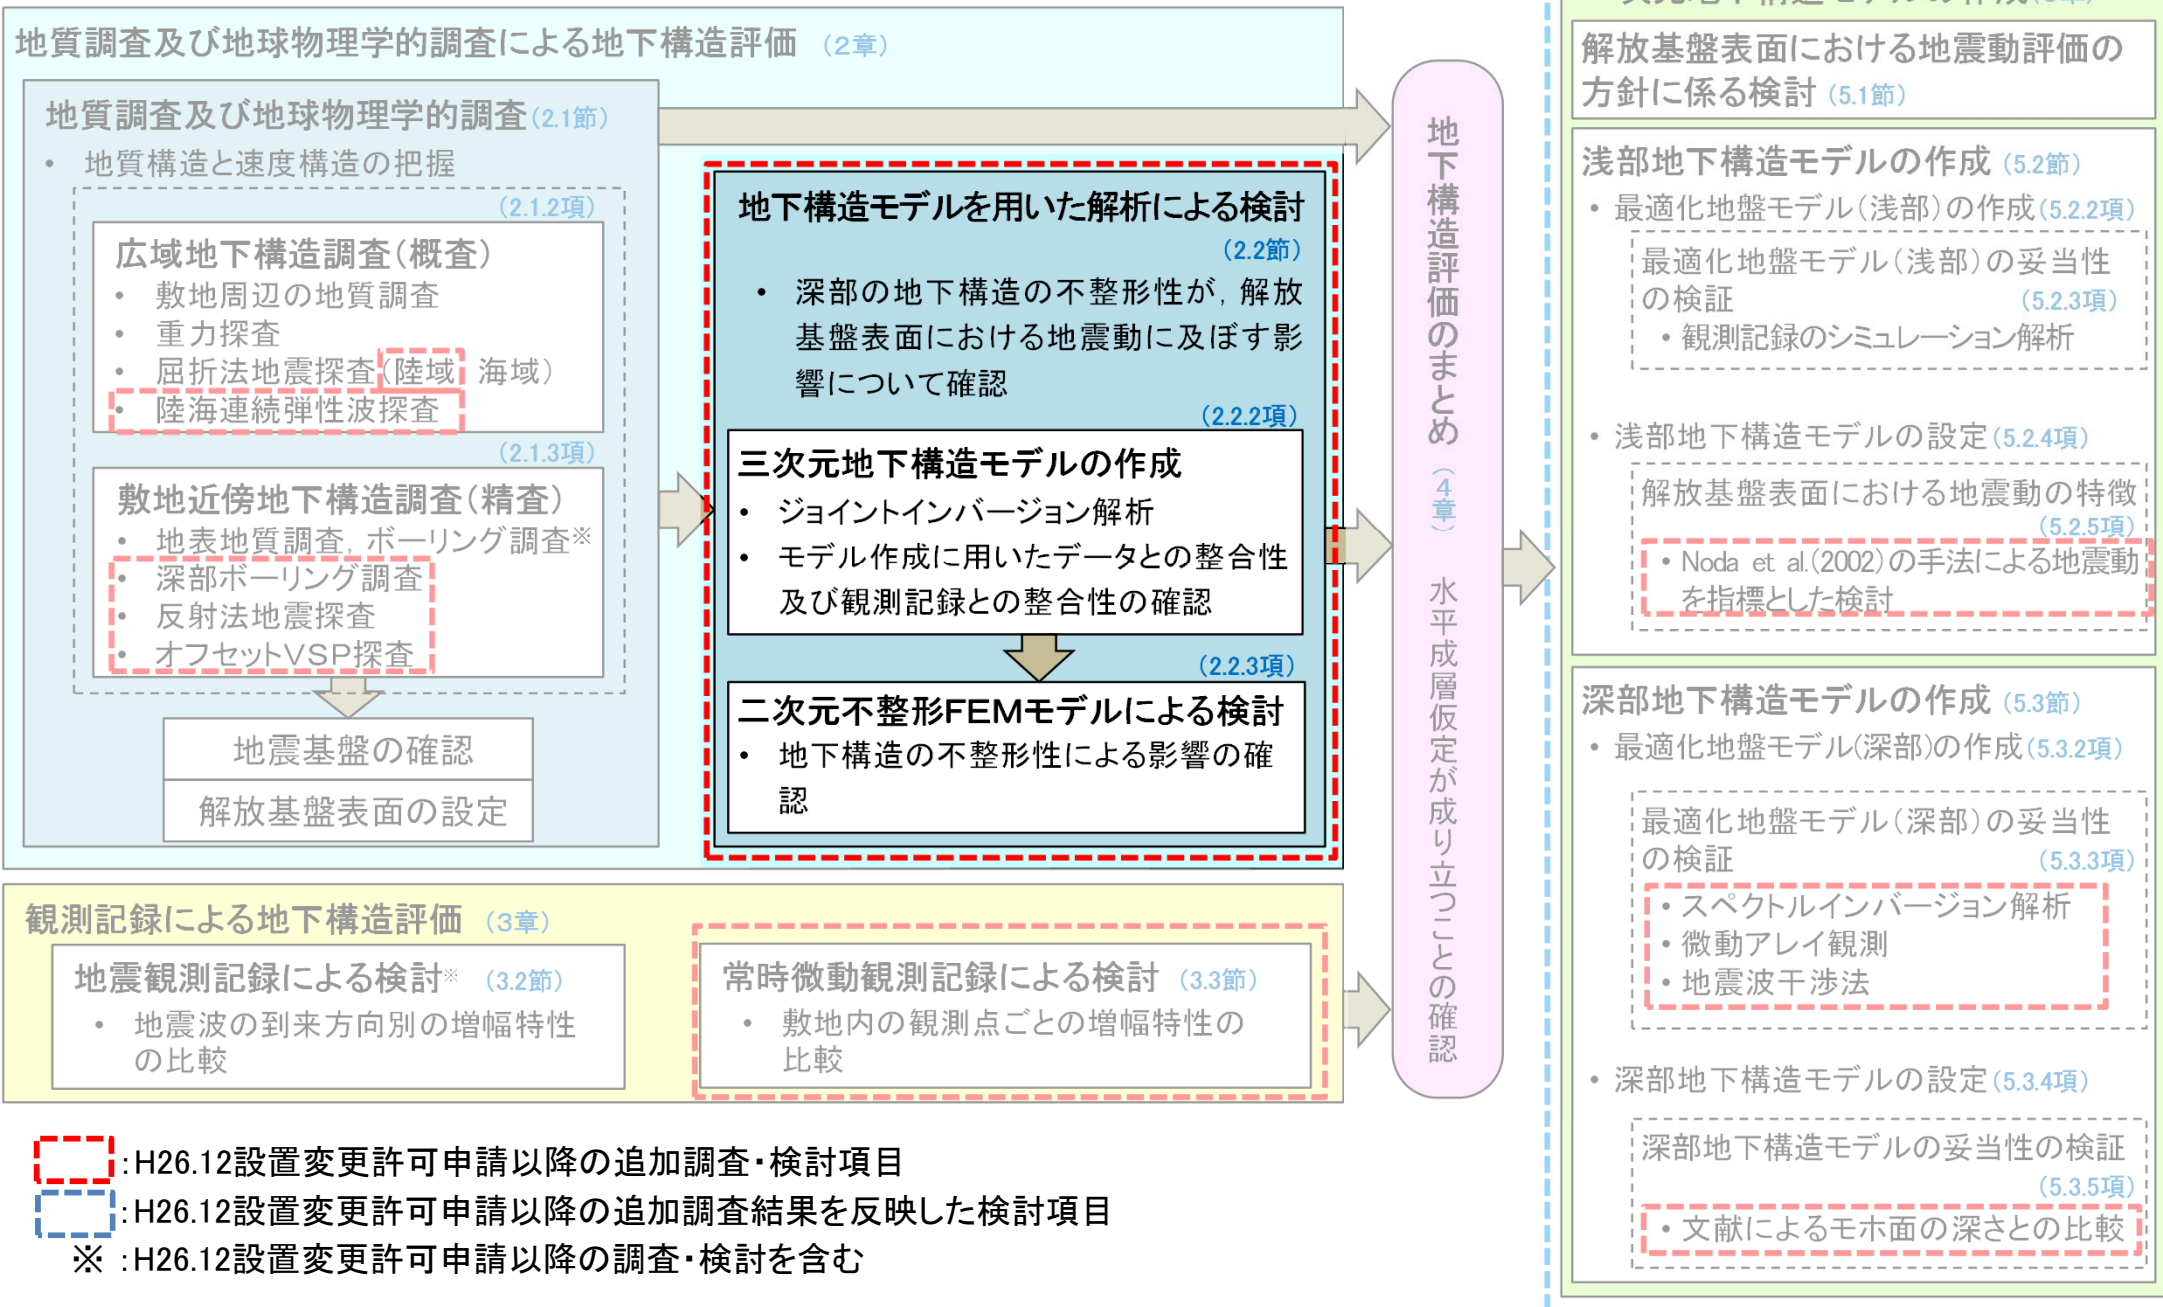 地質調査及び地球物理学的調査による地下構造評価 (2章)
地質調査及び地球物理学的調査(2.1節)
• 地質構造と速度構造の把握
(2.1.2項)
広域地下構造調査(概査)
• 敷地周辺の地質調査
• 重力探査
• 屈折法地震探査(陸域 海域)
• 陸海連続弾性波探査
(2.1.3項)
敷地近傍地下構造調査(精査)
• 地表地質調査, ボーリング調査※
• 深部ボーリング調査
• 反射法地震探査
• オフセットVSP探査
地震基盤の確認
解放基盤表面の設定
地下構造モデルを用いた解析による検討
(2.2節)
• 深部の地下構造の不整形性が, 解放
基盤表面における地震動に及ぼす影
響について確認
(2.2.2項)
三次元地下構造モデルの作成
• ジョイントインバージョン解析
• モデル作成に用いたデータとの整合性
及び観測記録との整合性の確認
(2.2.3項)
二次元不整形FEMモデルによる検討
• 地下構造の不整形性による影響の確
認
観測記録による地下構造評価 (3章)
地震観測記録による検討※ (3.2節)
• 地震波の到来方向別の増幅特性
の比較
常時微動観測記録による検討 (3.3節)
• 敷地内の観測点ごとの増幅特性の
比較
地下構造評価のまとめ(4章) 水平成層仮定が成り立つことの確認
解放基盤表面における地震動評価の
方針に係る検討 (5.1節)
浅部地下構造モデルの作成 (5.2節)
• 最適化地盤モデル(浅部)の作成(5.2.2項)
最適化地盤モデル(浅部)の妥当性
の検証 (5.2.3項)
• 観測記録のシミュレーション解析
• 浅部地下構造モデルの設定(5.2.4項)
解放基盤表面における地震動の特徴
(5.2.5項)
• Noda et al.(2002)の手法による地震動
を指標とした検討
深部地下構造モデルの作成 (5.3節)
• 最適化地盤モデル(深部)の作成(5.3.2項)
最適化地盤モデル(深部)の妥当性
の検証 (5.3.3項)
• スペクトルインバージョン解析
• 微動アレイ観測
• 地震波干渉法
• 深部地下構造モデルの設定(5.3.4項)
深部地下構造モデルの妥当性の検証
(5.3.5項)
• 文献によるモホ面の深さとの比較
:H26.12設置変更許可申請以降の追加調査・検討項目
:H26.12設置変更許可申請以降の追加調査結果を反映した検討項目
※ :H26.12設置変更許可申請以降の調査・検討を含む